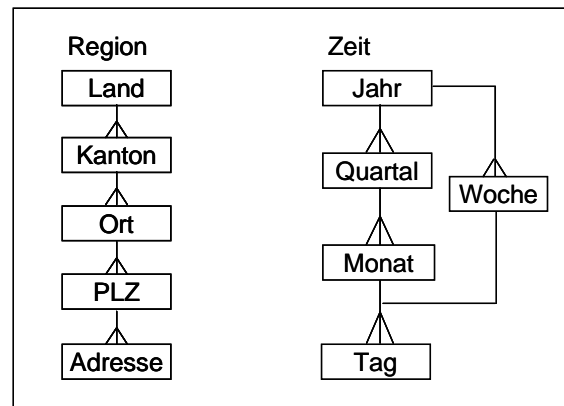 Region
Land
Kanton
Ort
PLZ
Adresse
Zeit
Jahr
Quartal
Woche
Monat
Tag